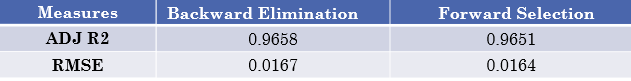 Measures Backward Elimination Forward Selection
ADJ R2 0.9658 0.9651
RMSE 0.0167 0.0164